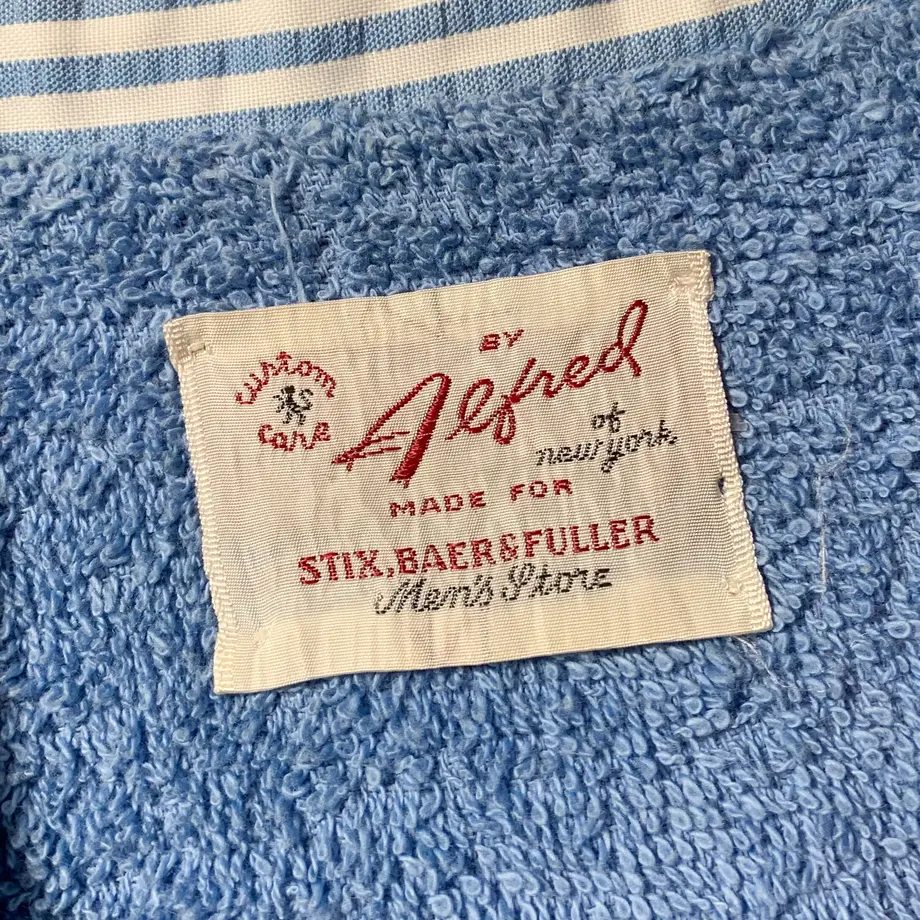 custom
care
BY
Alfred
of
new york
MADE FOR
STIX, BAER & FULLER
Men's Store